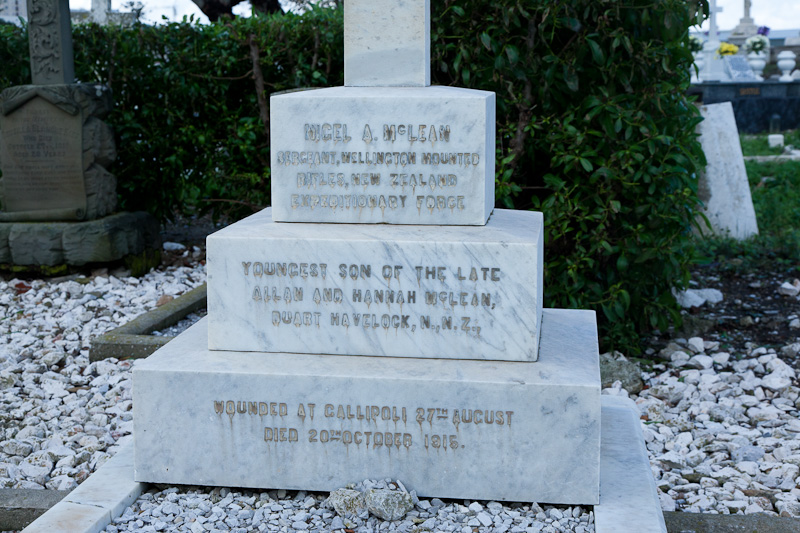 NIGEL A. McLEAN
SERGEANT, WELLINGTON MOUNTED
RIFLES, NEW ZEALAND
EXPEDITIONARY FORCE
YOUNGEST SON OF THE LATE
ALLAN AND HANNAH McLEAN,
DUART HAVELOCK, N., N.Z.,
WOUNDED AT GALLIPOLI 27TH AUGUST
DIED 20TH OCTOBER 1915.